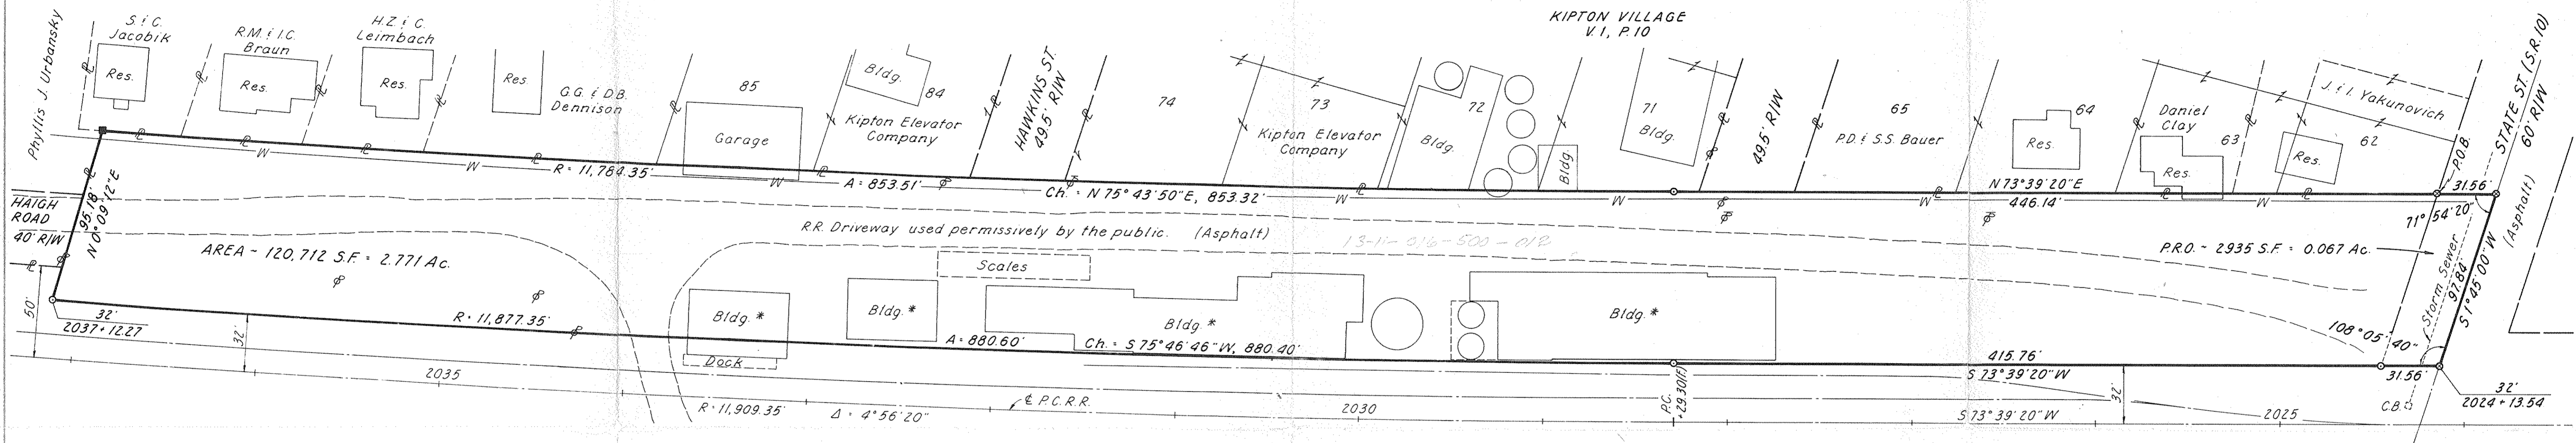 KIPTON VILLAGE
V. 1, P. 10
Phyllis J. Urbansky
S. & C.
Jacobik
Res.
R.M. & I.C.
Braun
Res.
H.Z. & C.
Leimbach
Res.
Res.
G.G. & D.B.
Dennison
85
Garage
Bldg.
84
Kipton Elevator
Company
HAWKINS ST.
49.5' R/W
74
73
Kipton Elevator
Company
72
Bldg.
Bldg.
71
Bldg.
49.5' R/W
65
P.D. & S.S. Bauer
64
Res.
Daniel
Clay
63
Res.
J. & I. Yakunovich
62
Res.
P.O.B.
STATE ST. (S.R. 10)
60' R/W
(Asphalt)
W
W
W
W
W
W
W
W
R = 11,784.35'
A = 853.51'
Ch. = N 75° 43' 50" E, 853.32'
N 73° 39' 20" E
446.14'
31.56'
71° 54' 20"
HAIGH
ROAD
40' R/W
95.18'
N 0° 09' 12" E
R.R. Driveway used permissively by the public. (Asphalt)
13-11-016-500-012
AREA ~ 120,712 S.F. = 2.771 Ac.
P.R.O. ~ 2935 S.F. = 0.067 Ac.
Storm Sewer
97.84'
S 1° 45' 00" W
Scales
Bldg.*
Bldg.*
Bldg.*
Bldg.*
Dock
50'
32'
2037 + 12.27
32'
R = 11,877.35'
A = 880.60'
Ch. = S 75° 46' 46" W, 880.40'
415.76'
S 73° 39' 20" W
108° 05' 40"
31.56'
32'
2024 + 13.54
C.B.
32'
P.C.
+29.30(F)
2035
R = 11,909.35'
Δ = 4° 56' 20"
℄ P.C.R.R.
2030
S 73° 39' 20" W
2025